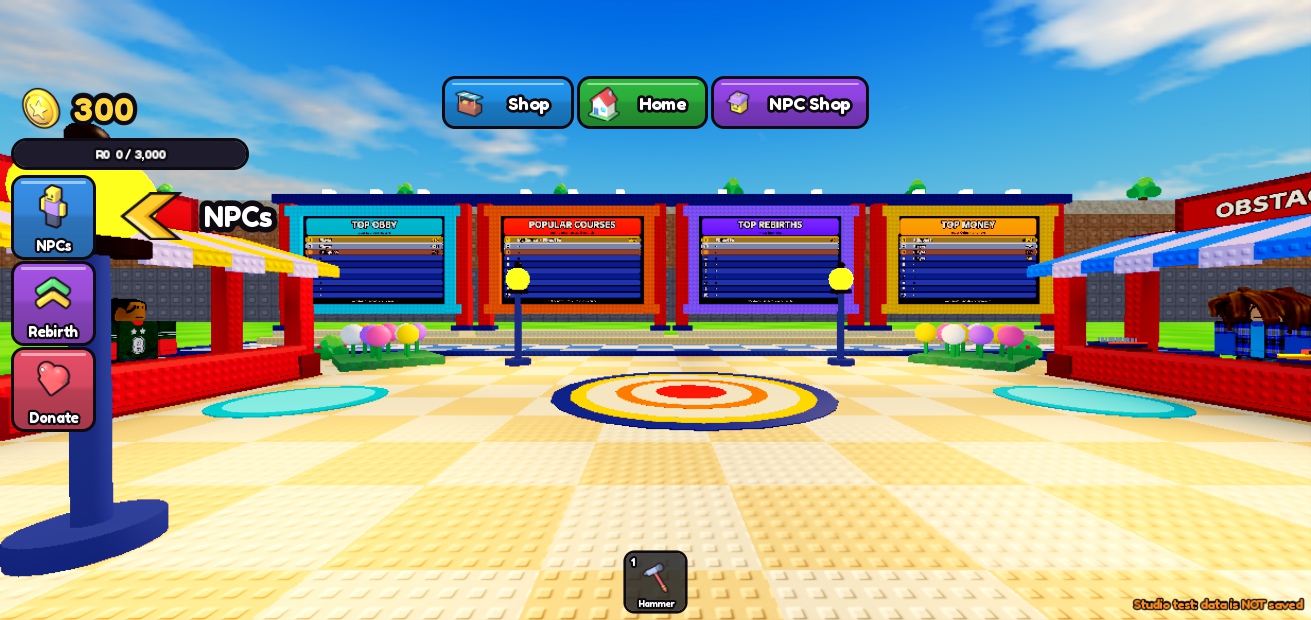 300
R0 0 / 3,000
Shop
Home
NPC Shop
NPCs
NPCs
Rebirth
Donate
TOP OBBY
POPULAR COURSES
TOP REBIRTHS
TOP MONEY
OBSTA
1
Hammer
Studio test: data is NOT saved